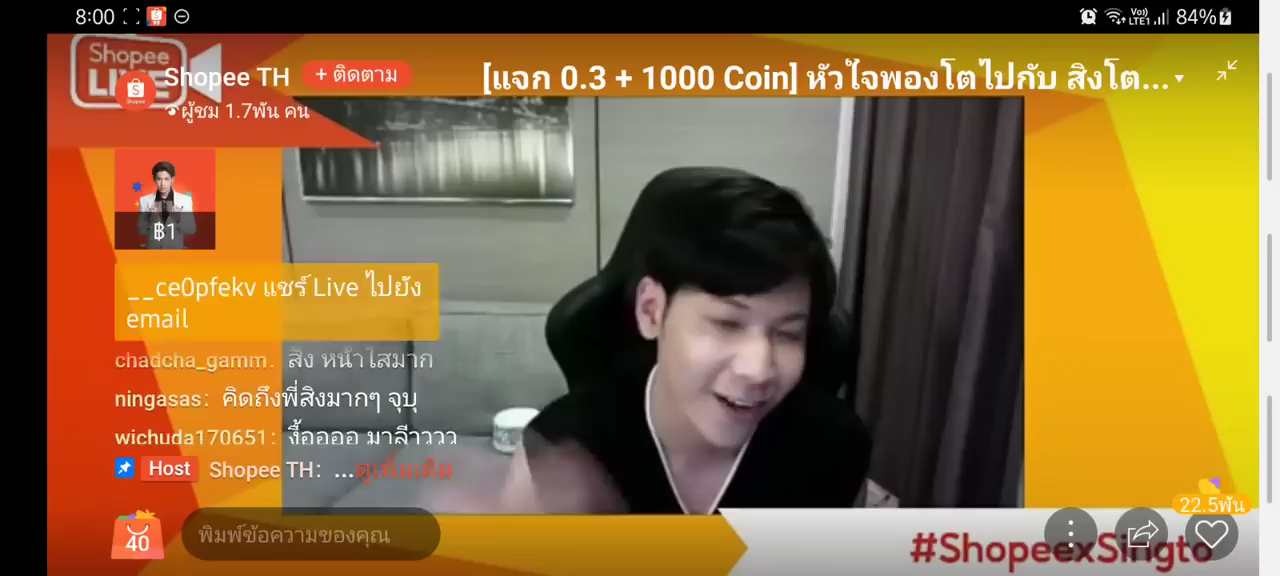 8:00
Vo))
LTE1
84%
Shopee
LIVE
Shopee TH
+ ติดตาม
[แจก 0.3 + 1000 Coin] หัวใจพองโตไปกับ สิงโต...
ผู้ชม 1.7พัน คน
฿1
__ce0pfekv แชร์ Live ไปยัง
email
chadcha_gamm: สิง หน้าใสมาก
ningasas: คิดถึงพี่สิงมากๆ จุบุ
wichuda170651: งื้ออออ มาลีาววว
Host Shopee TH: ...ดูเพิ่มเติม
22.5พัน
40
พิมพ์ข้อความของคุณ
#ShopeexSingto